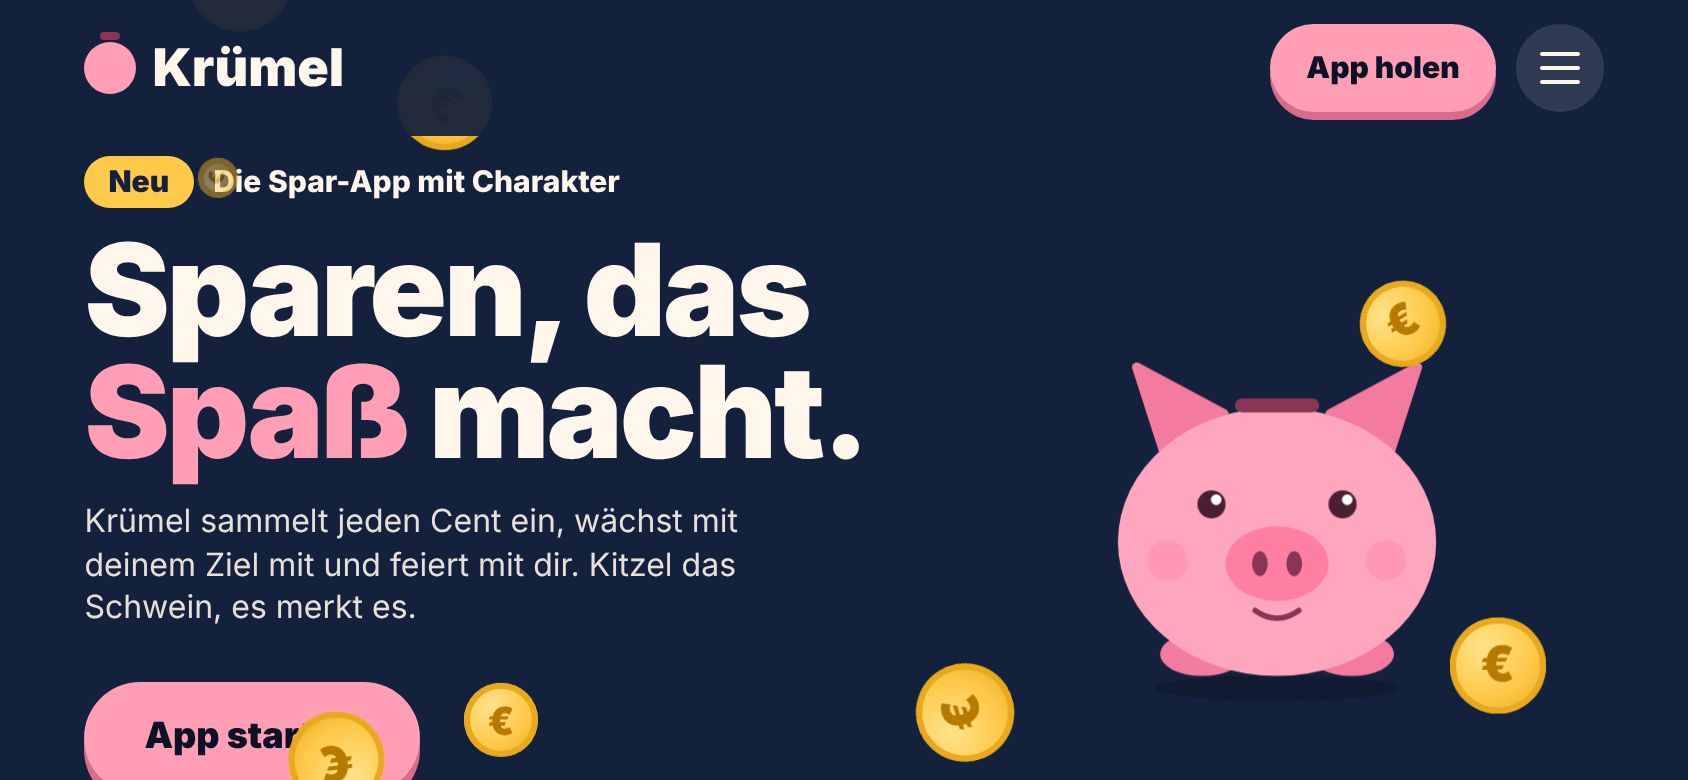 Krümel
App holen
Neu
Die Spar-App mit Charakter
Sparen, das
Spaß macht.
Krümel sammelt jeden Cent ein, wächst mit
deinem Ziel mit und feiert mit dir. Kitzel das
Schwein, es merkt es.
App
€
€
€
€
€